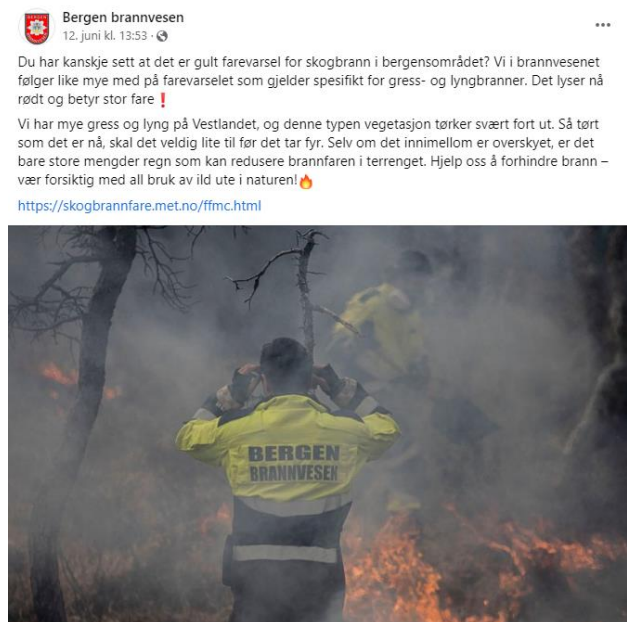 Bergen brannvesen
12. juni kl. 13:53 ·
Du har kanskje sett at det er gult farevarsel for skogbrann i bergensområdet? Vi i brannvesenet
følger like mye med på farevarselet som gjelder spesifikt for gress- og lyngbranner. Det lyser nå
rødt og betyr stor fare❗
Vi har mye gress og lyng på Vestlandet, og denne typen vegetasjon tørker svært fort ut. Så tørt
som det er nå, skal det veldig lite til før det tar fyr. Selv om det innimellom er overskyet, er det
bare store mengder regn som kan redusere brannfaren i terrenget. Hjelp oss å forhindre brann –
vær forsiktig med all bruk av ild ute i naturen!🔥
https://skogbrannfare.met.no/ffmc.html
BERGEN
BRANNVESEN